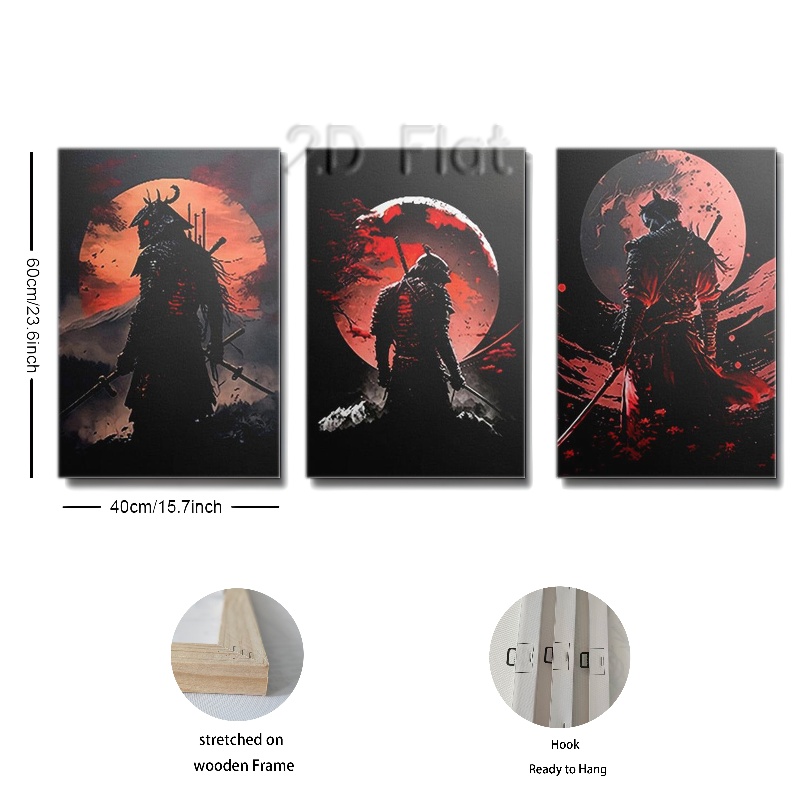 2D Flat
60cm/23.6inch
40cm/15.7inch
stretched on
wooden Frame
Hook
Ready to Hang